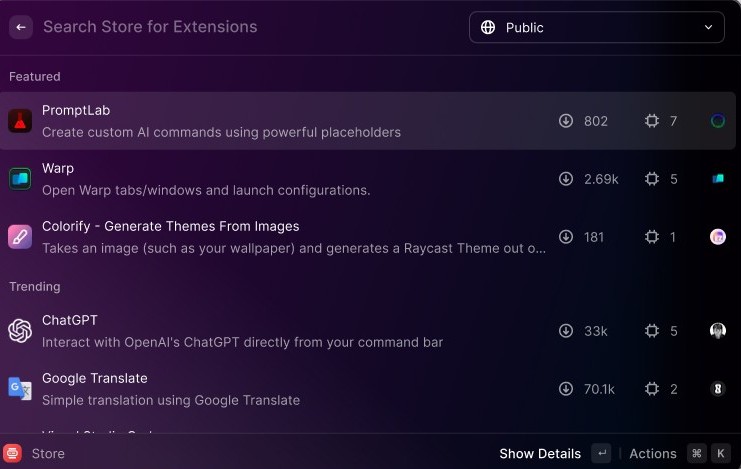 Search Store for Extensions
Public
Featured
PromptLab
Create custom AI commands using powerful placeholders
802
7
Warp
Open Warp tabs/windows and launch configurations.
2.69k
5
Colorify - Generate Themes From Images
Takes an image (such as your wallpaper) and generates a Raycast Theme out o...
181
1
Trending
ChatGPT
Interact with OpenAI's ChatGPT directly from your command bar
33k
5
Google Translate
Simple translation using Google Translate
70.1k
2
Store
Show Details ↵
Actions ⌘ K